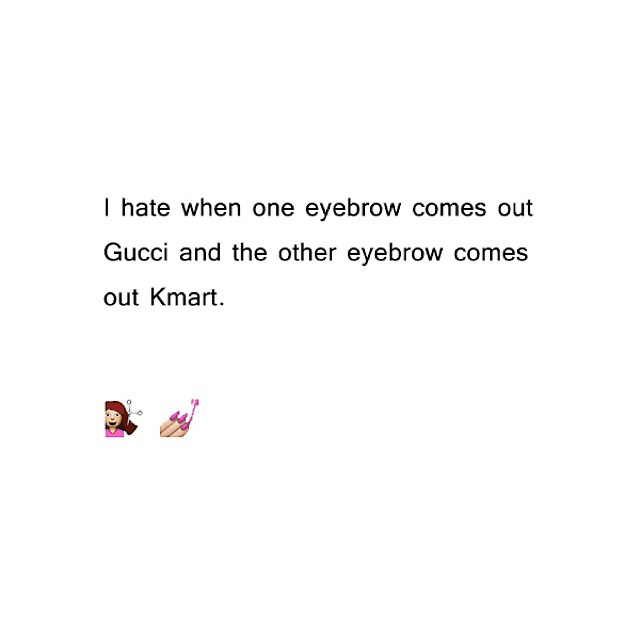 I hate when one eyebrow comes out
Gucci and the other eyebrow comes
out Kmart.